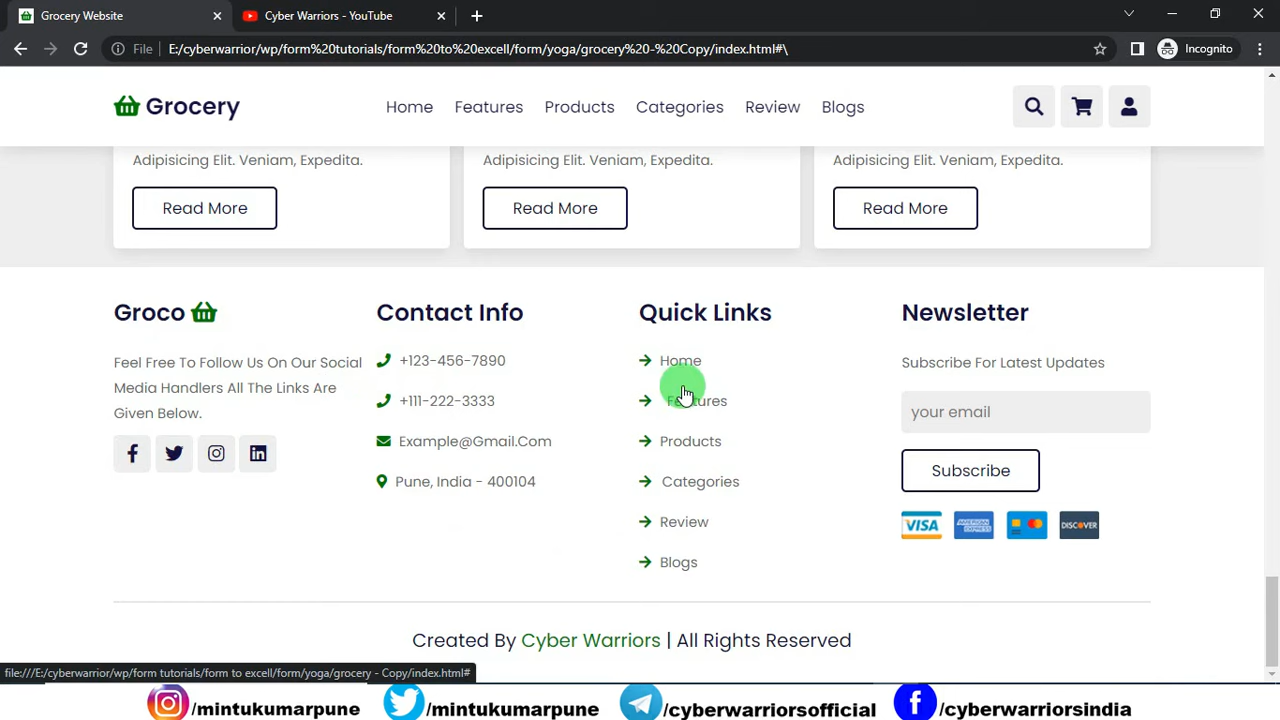 Grocery Website
Cyber Warriors - YouTube
File
E:/cyberwarrior/wp/form%20tutorials/form%20to%20excell/form/yoga/grocery%20-%20Copy/index.html#\
Incognito
Grocery
Home Features Products Categories Review Blogs
Adipisicing Elit. Veniam, Expedita.
Read More
Adipisicing Elit. Veniam, Expedita.
Read More
Adipisicing Elit. Veniam, Expedita.
Read More
Groco
Feel Free To Follow Us On Our Social
Media Handlers All The Links Are
Given Below.
Contact Info
+123-456-7890
+111-222-3333
Example@Gmail.Com
Pune, India - 400104
Quick Links
Home
Features
Products
Categories
Review
Blogs
Newsletter
Subscribe For Latest Updates
your email
Subscribe
VISA
AMERICAN EXPRESS
DISCOVER
Created By Cyber Warriors | All Rights Reserved
file:///E:/cyberwarrior/wp/form tutorials/form to excell/form/yoga/grocery - Copy/index.html#
/mintukumarpune /mintukumarpune /cyberwarriorsofficial /cyberwarriorsindia